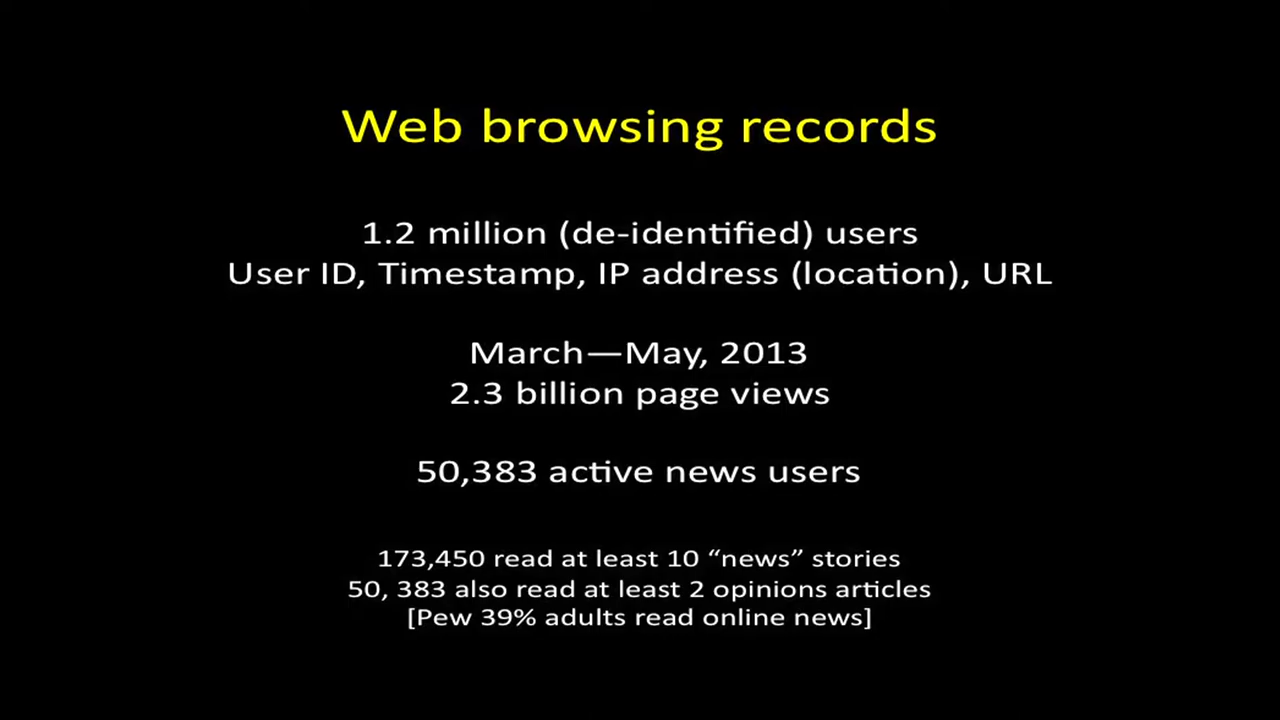 Web browsing records
1.2 million (de-identified) users
User ID, Timestamp, IP address (location), URL
March—May, 2013
2.3 billion page views
50,383 active news users
173,450 read at least 10 “news” stories
50, 383 also read at least 2 opinions articles
[Pew 39% adults read online news]